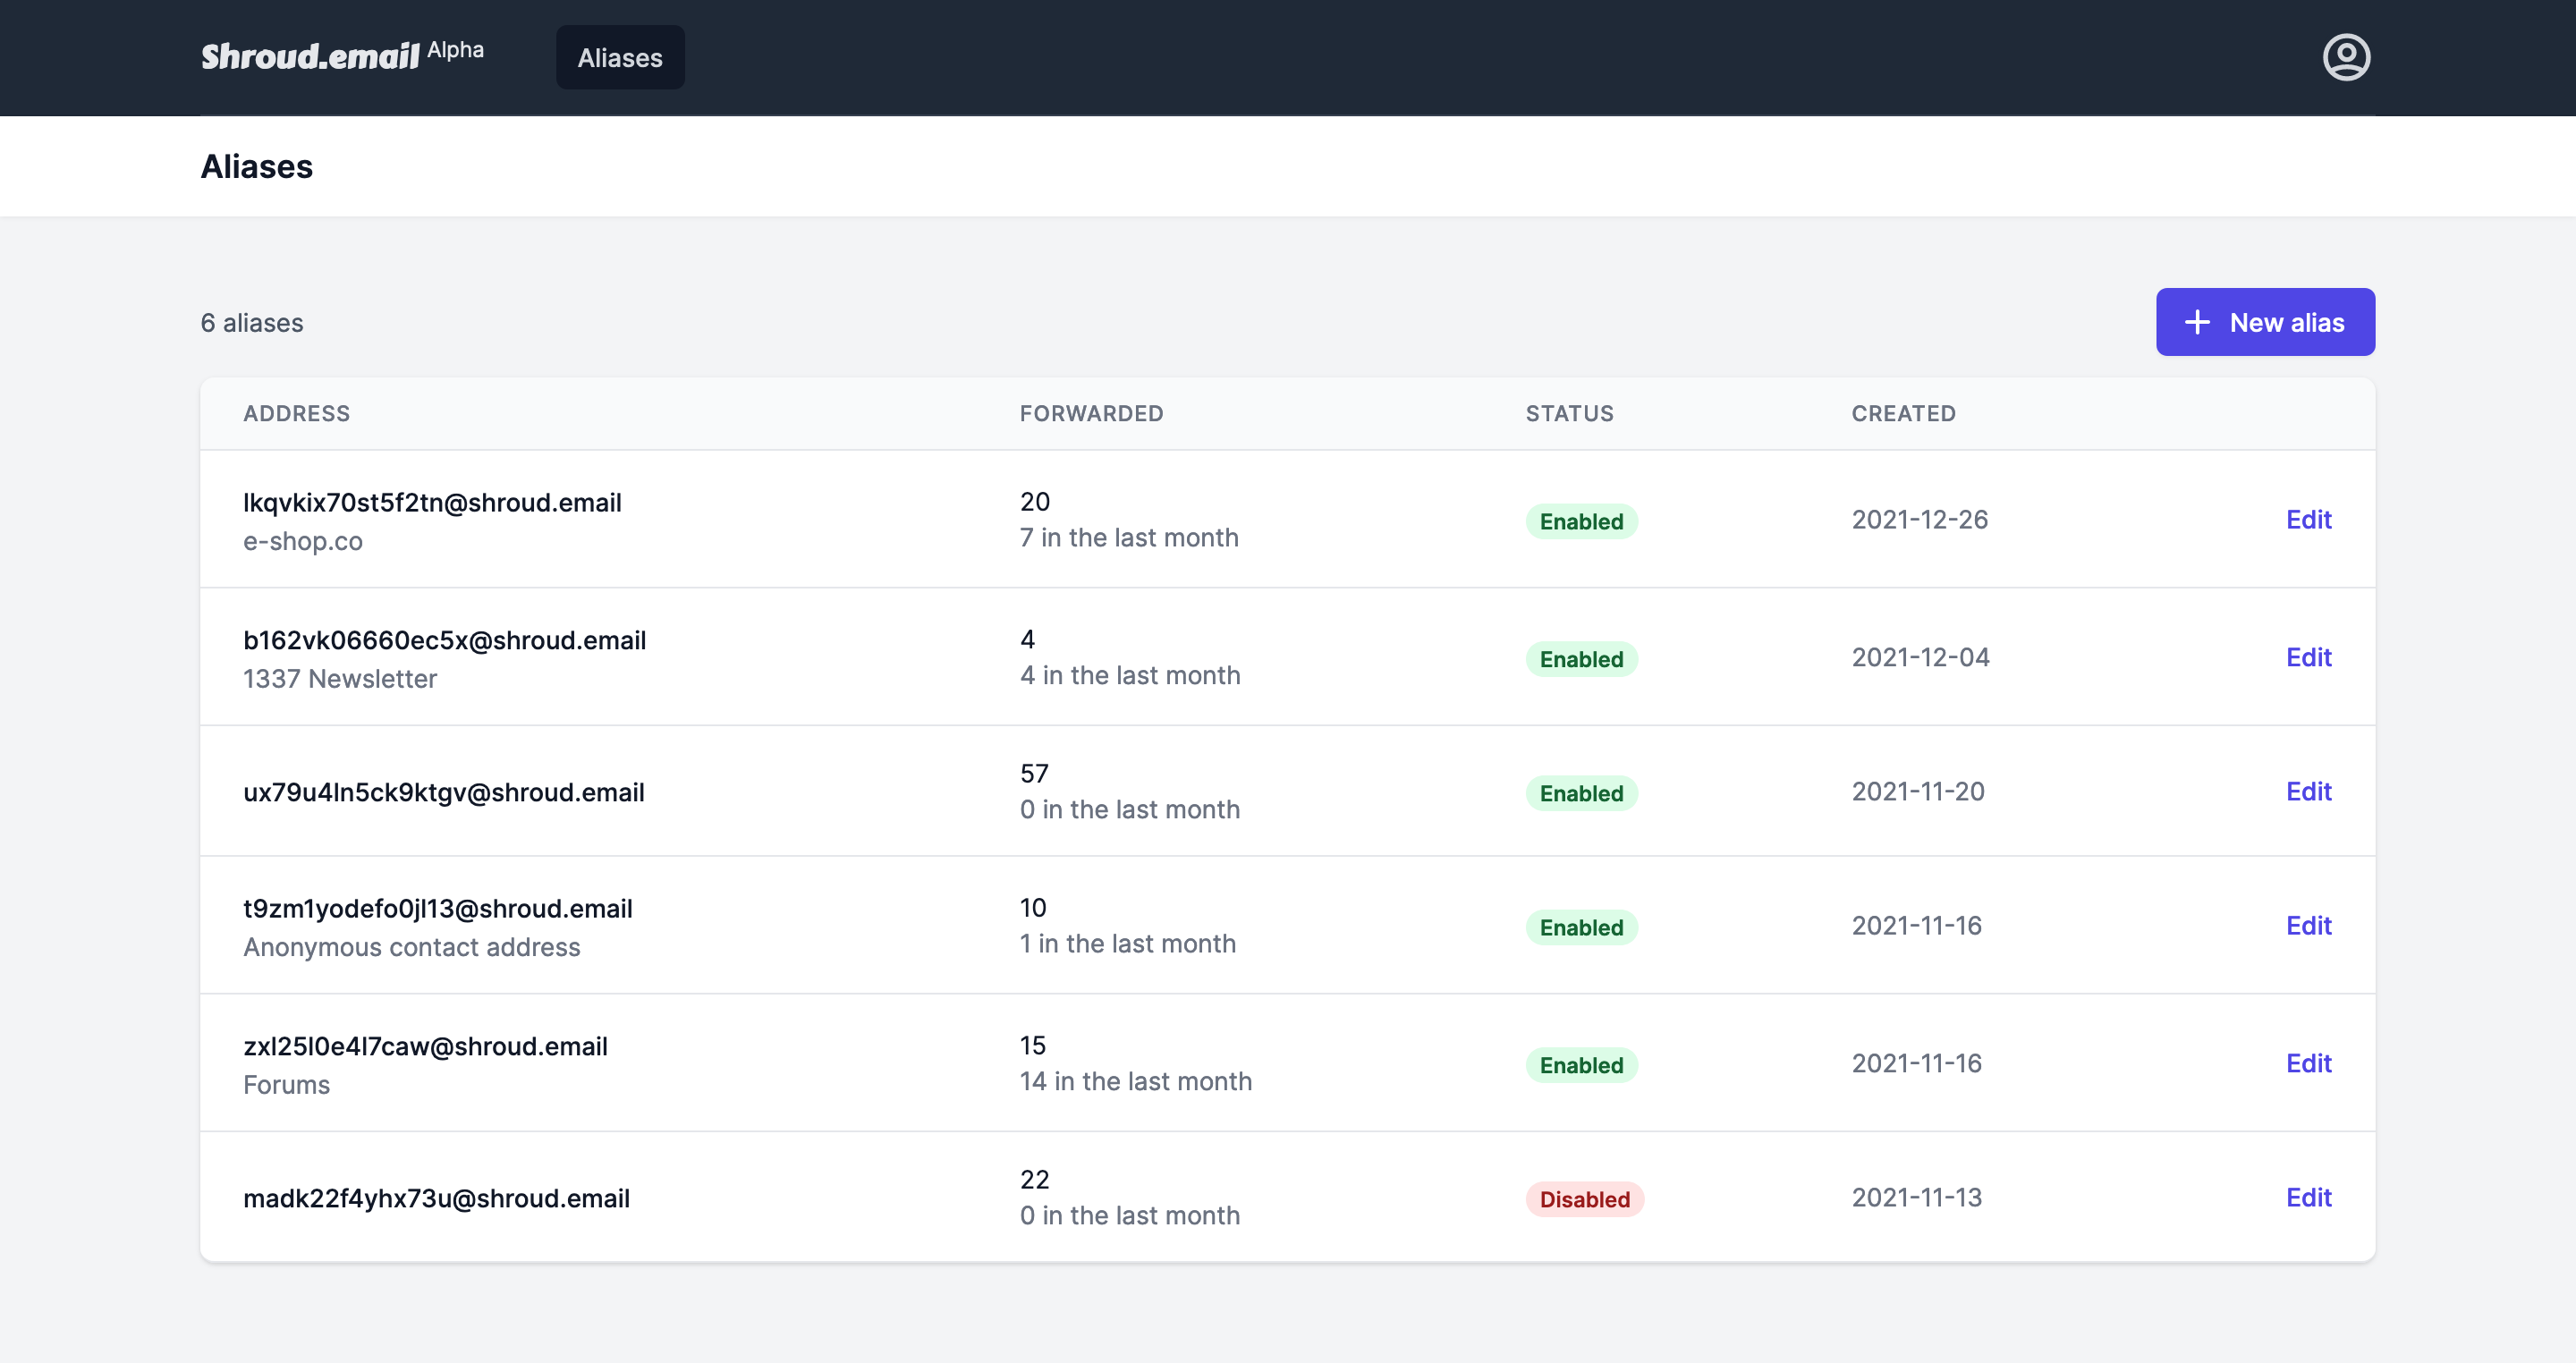 Shroud.email Alpha Aliases
Aliases
6 aliases
New alias
ADDRESS FORWARDED STATUS CREATED
lkqvkix70st5f2tn@shroud.email
e-shop.co
20
7 in the last month
Enabled
2021-12-26
Edit
b162vk06660ec5x@shroud.email
1337 Newsletter
4
4 in the last month
Enabled
2021-12-04
Edit
ux79u4ln5ck9ktgv@shroud.email
57
0 in the last month
Enabled
2021-11-20
Edit
t9zm1yodefo0jl13@shroud.email
Anonymous contact address
10
1 in the last month
Enabled
2021-11-16
Edit
zxl25l0e4l7caw@shroud.email
Forums
15
14 in the last month
Enabled
2021-11-16
Edit
madk22f4yhx73u@shroud.email
22
0 in the last month
Disabled
2021-11-13
Edit